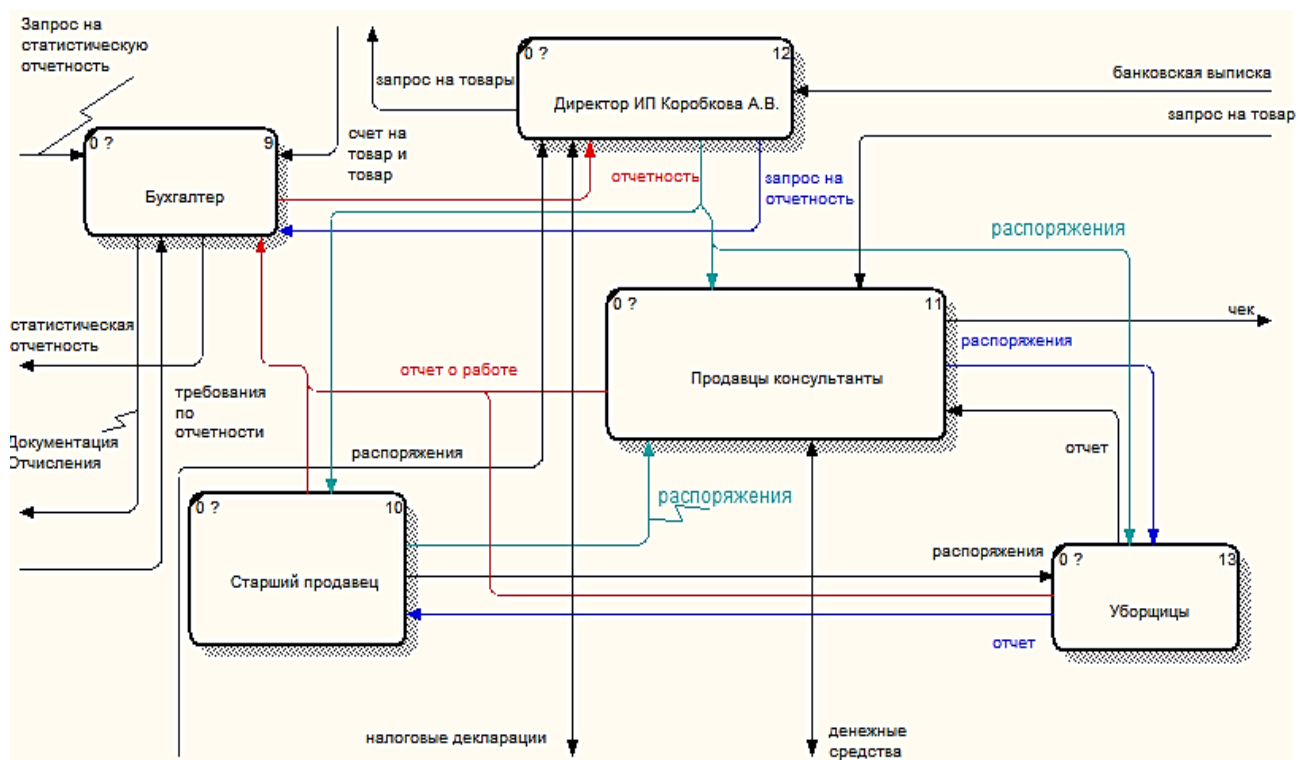 Запрос на
статистическую
отчетность
0 ?
12
запрос на товары
Директор ИП Коробкова А.В.
банковская выписка
запрос на товар
0 ?
9
Бухгалтер
счет на
товар и
товар
отчетность
запрос на
отчетность
распоряжения
0 ?
11
чек
статистическая
отчетность
распоряжения
отчет о работе
Продавцы консультанты
требования
по
отчетности
Документация
Отчисления
распоряжения
отчет
0 ?
10
распоряжения
Старший продавец
распоряжения
0 ?
13
Уборщицы
отчет
налоговые декларации
денежные
средства